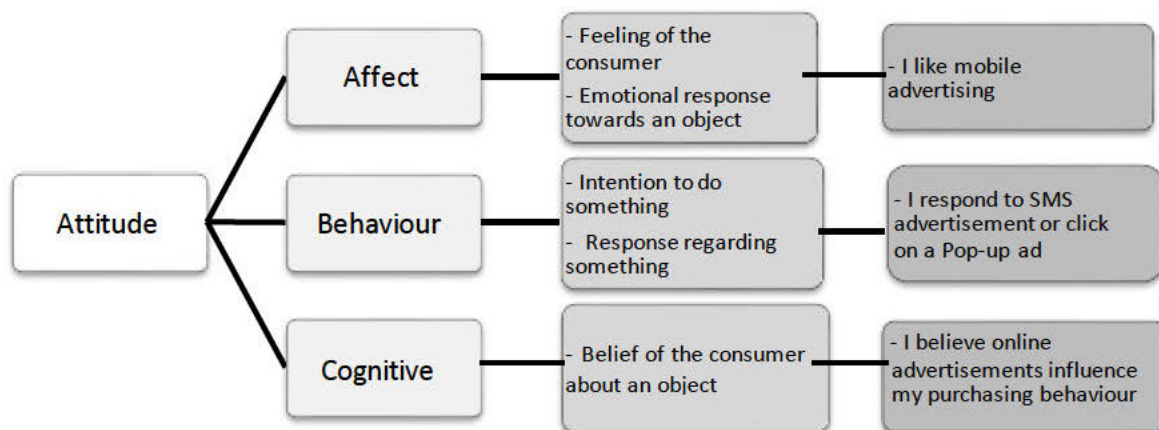 Attitude
Affect
- Feeling of the
consumer
- Emotional response
towards an object
- I like mobile
advertising
Behaviour
- Intention to do
something
- Response regarding
something
- I respond to SMS
advertisement or click
on a Pop-up ad
Cognitive
- Belief of the consumer
about an object
- I believe online
advertisements influence
my purchasing behaviour